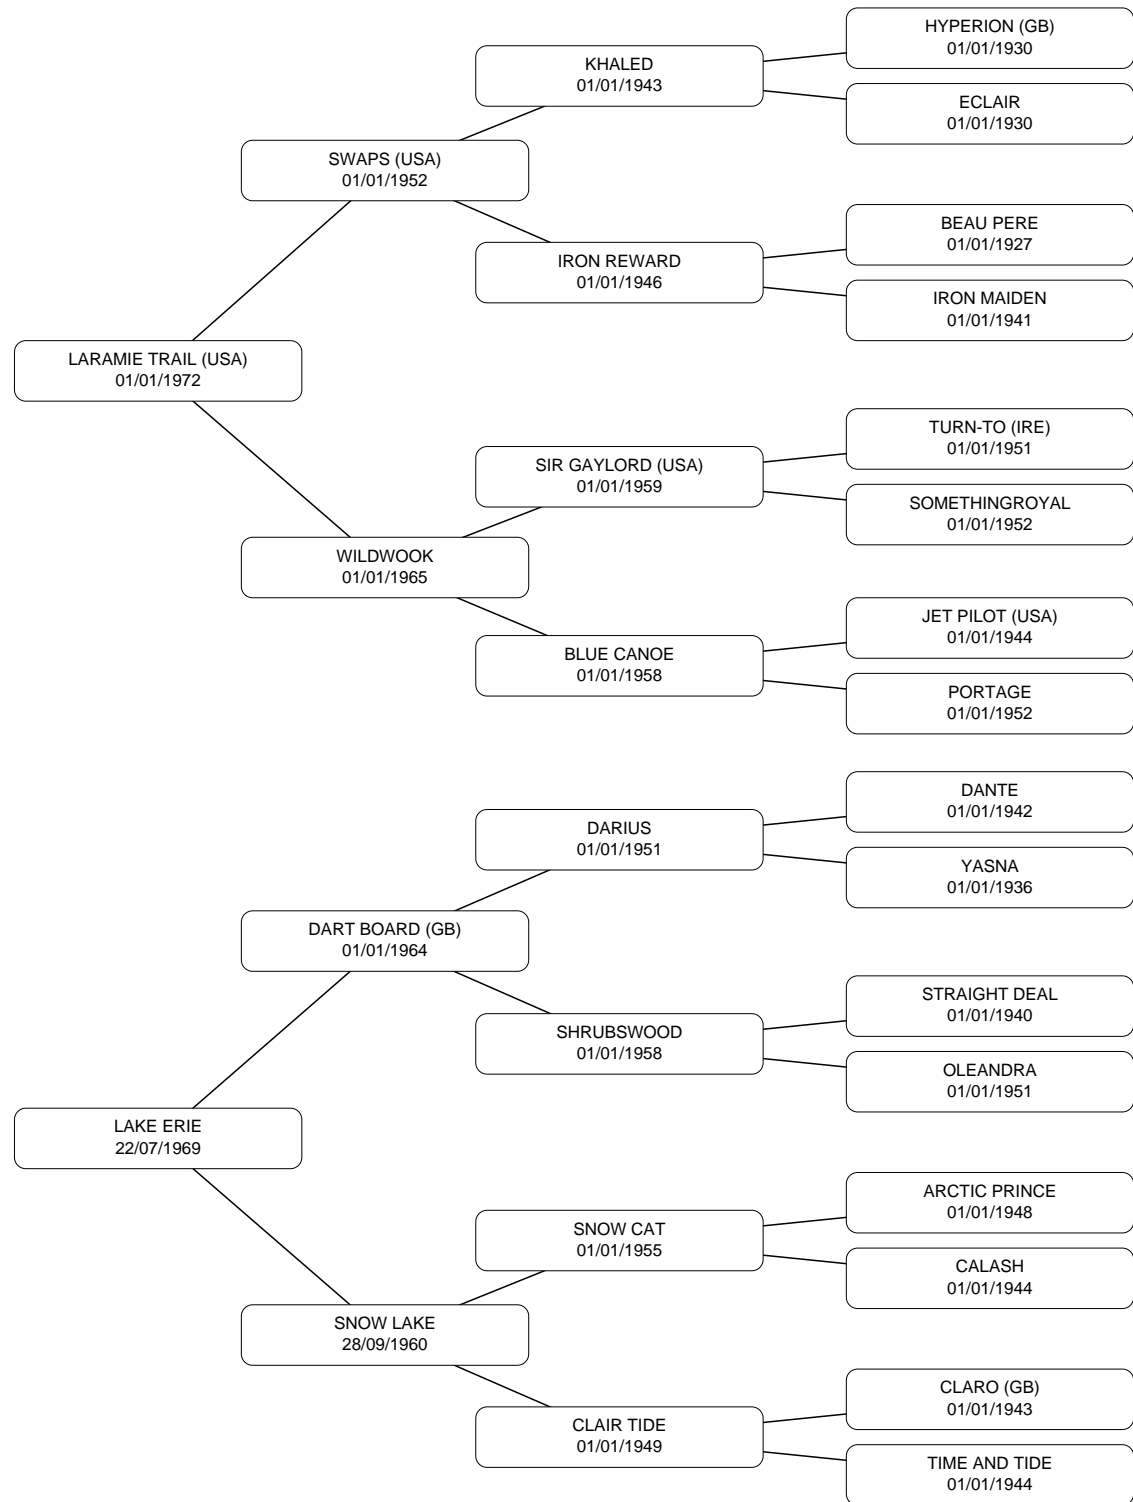 HYPERION (GB)
01/01/1930
KHALED
01/01/1943
ECLAIR
01/01/1930
SWAPS (USA)
01/01/1952
BEAU PERE
01/01/1927
IRON REWARD
01/01/1946
IRON MAIDEN
01/01/1941
LARAMIE TRAIL (USA)
01/01/1972
TURN-TO (IRE)
01/01/1951
SIR GAYLORD (USA)
01/01/1959
SOMETHINGROYAL
01/01/1952
WILDWOOK
01/01/1965
JET PILOT (USA)
01/01/1944
BLUE CANOE
01/01/1958
PORTAGE
01/01/1952
DANTE
01/01/1942
DARIUS
01/01/1951
YASNA
01/01/1936
DART BOARD (GB)
01/01/1964
STRAIGHT DEAL
01/01/1940
SHRUBSWOOD
01/01/1958
OLEANDRA
01/01/1951
LAKE ERIE
22/07/1969
ARCTIC PRINCE
01/01/1948
SNOW CAT
01/01/1955
CALASH
01/01/1944
SNOW LAKE
28/09/1960
CLARO (GB)
01/01/1943
CLAIR TIDE
01/01/1949
TIME AND TIDE
01/01/1944